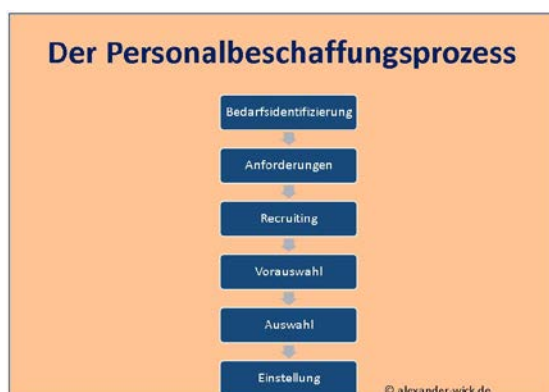 Der Personalbeschaffungsprozess
Bedarfsidentifizierung
Anforderungen
Recruiting
Vorauswahl
Auswahl
Einstellung
© alexander-wick.de